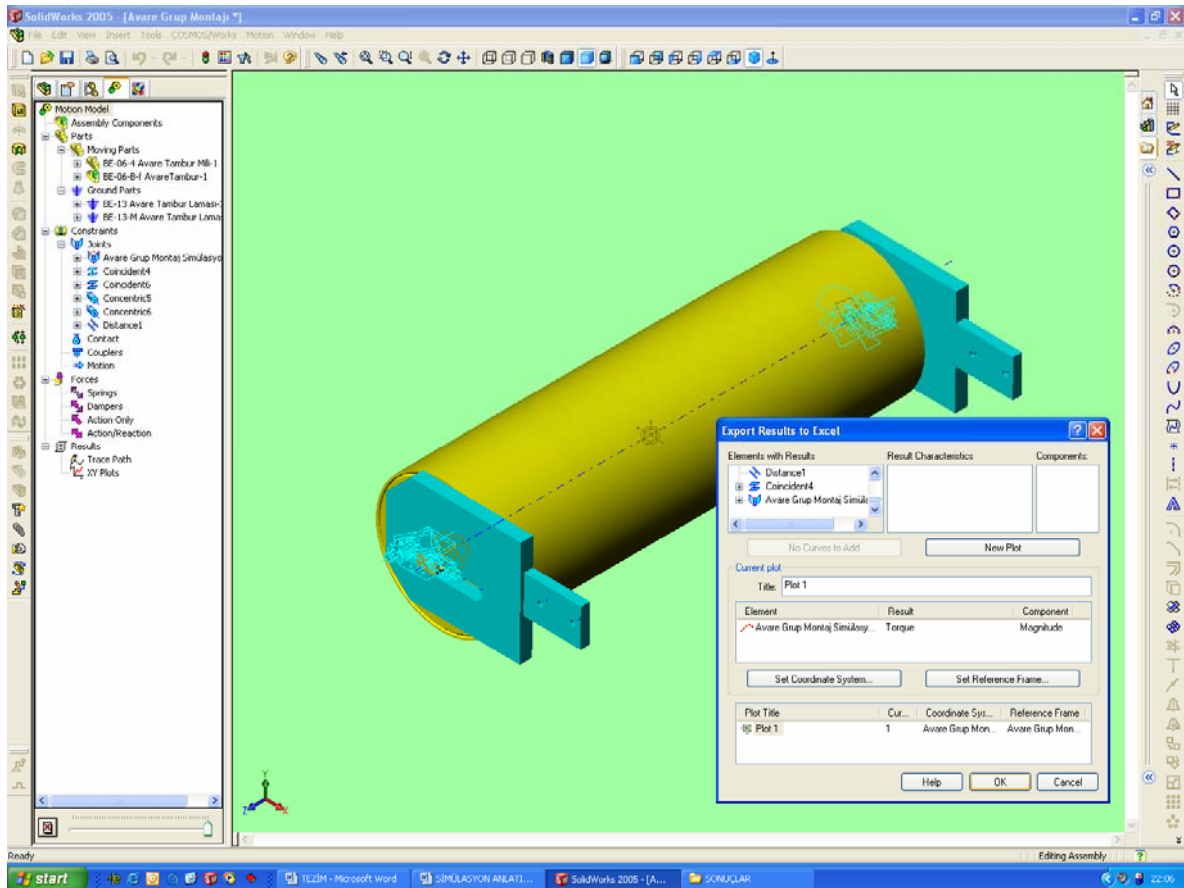 SolidWorks 2005 - [Avare Grup Montajı *]
File Edit View Insert Tools COSMOS/Works Motion Window Help
Motion Model
Assembly Components
Parts
Moving Parts
BE-06-4 Avare Tambur Mili-1
BE-06-B-f AvareTambur-1
Ground Parts
BE-13 Avare Tambur Laması-
BE-13-M Avare Tambur Lama
Constraints
Joints
Avare Grup Montaj Simülasyo
Coincident4
Coincident6
Concentric5
Concentric6
Distance1
Contact
Couplers
Motion
Forces
Springs
Dampers
Action Only
Action/Reaction
Results
Trace Path
XY Plots
Y
Z
X
Export Results to Excel
Elements with Results Result Characteristics Components:
Distance1
Coincident4
Avare Grup Montaj Simüla
No Curves to Add New Plot
Current plot
Title: Plot 1
Element Result Component
Avare Grup Montaj Simülasy... Torque Magnitude
Set Coordinate System... Set Reference Frame...
Plot Title Cur... Coordinate Sys... Reference Frame
Plot 1 1 Avare Grup Mon... Avare Grup Mon...
Help OK Cancel
Ready Editing Assembly
start TEZİM - Microsoft Word SİMÜLASYON ANLATI... SolidWorks 2005 - [A... SONUÇLAR 22:06